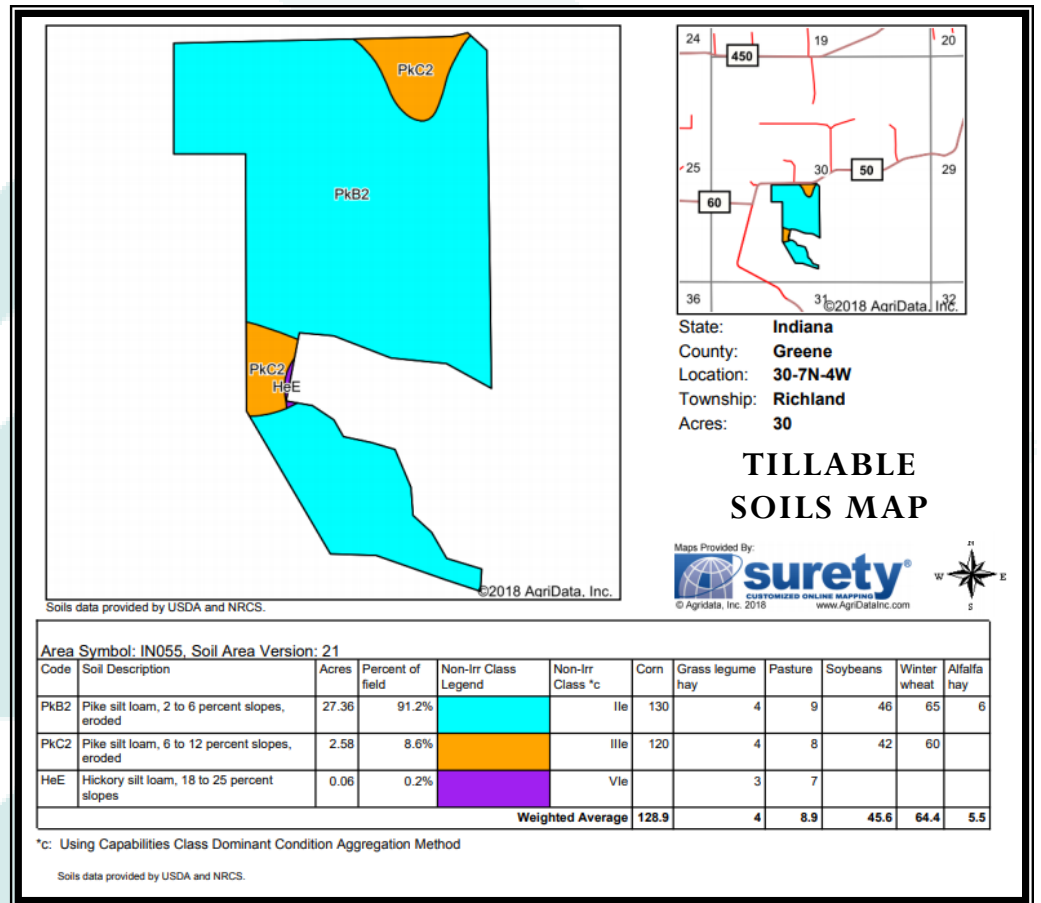 PkC2
PkB2
PkC2
HeE
©2018 AgriData, Inc.
Soils data provided by USDA and NRCS.
24 19 20
450
25 30 50 29
60
36 31 32
©2018 AgriData, Inc.
State: Indiana
County: Greene
Location: 30-7N-4W
Township: Richland
Acres: 30
TILLABLE
SOILS MAP
Maps Provided By:
surety®
CUSTOMIZED ONLINE MAPPING
© Agridata, Inc. 2018 www.AgriDataInc.com
N
W E
S
Area Symbol: IN055, Soil Area Version: 21
Code Soil Description Acres Percent of field Non-Irr Class Legend Non-Irr Class *c Corn Grass legume hay Pasture Soybeans Winter wheat Alfalfa hay
PkB2 Pike silt loam, 2 to 6 percent slopes, eroded 27.36 91.2% IIe 130 4 9 46 65 6
PkC2 Pike silt loam, 6 to 12 percent slopes, eroded 2.58 8.6% IIIe 120 4 8 42 60
HeE Hickory silt loam, 18 to 25 percent slopes 0.06 0.2% VIe 3 7
Weighted Average 128.9 4 8.9 45.6 64.4 5.5
*c: Using Capabilities Class Dominant Condition Aggregation Method
Soils data provided by USDA and NRCS.